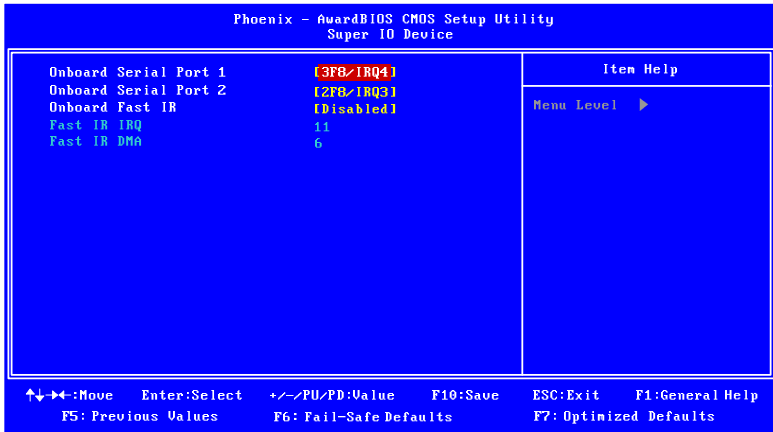 Phoenix - AwardBIOS CMOS Setup Utility
Super IO Device
Onboard Serial Port 1 [3F8/IRQ4]
Onboard Serial Port 2 [2F8/IRQ3]
Onboard Fast IR [Disabled]
Fast IR IRQ 11
Fast IR DMA 6
Item Help
Menu Level ▶
↑↓→←:Move Enter:Select +/-/PU/PD:Value F10:Save ESC:Exit F1:General Help
F5: Previous Values F6: Fail-Safe Defaults F7: Optimized Defaults